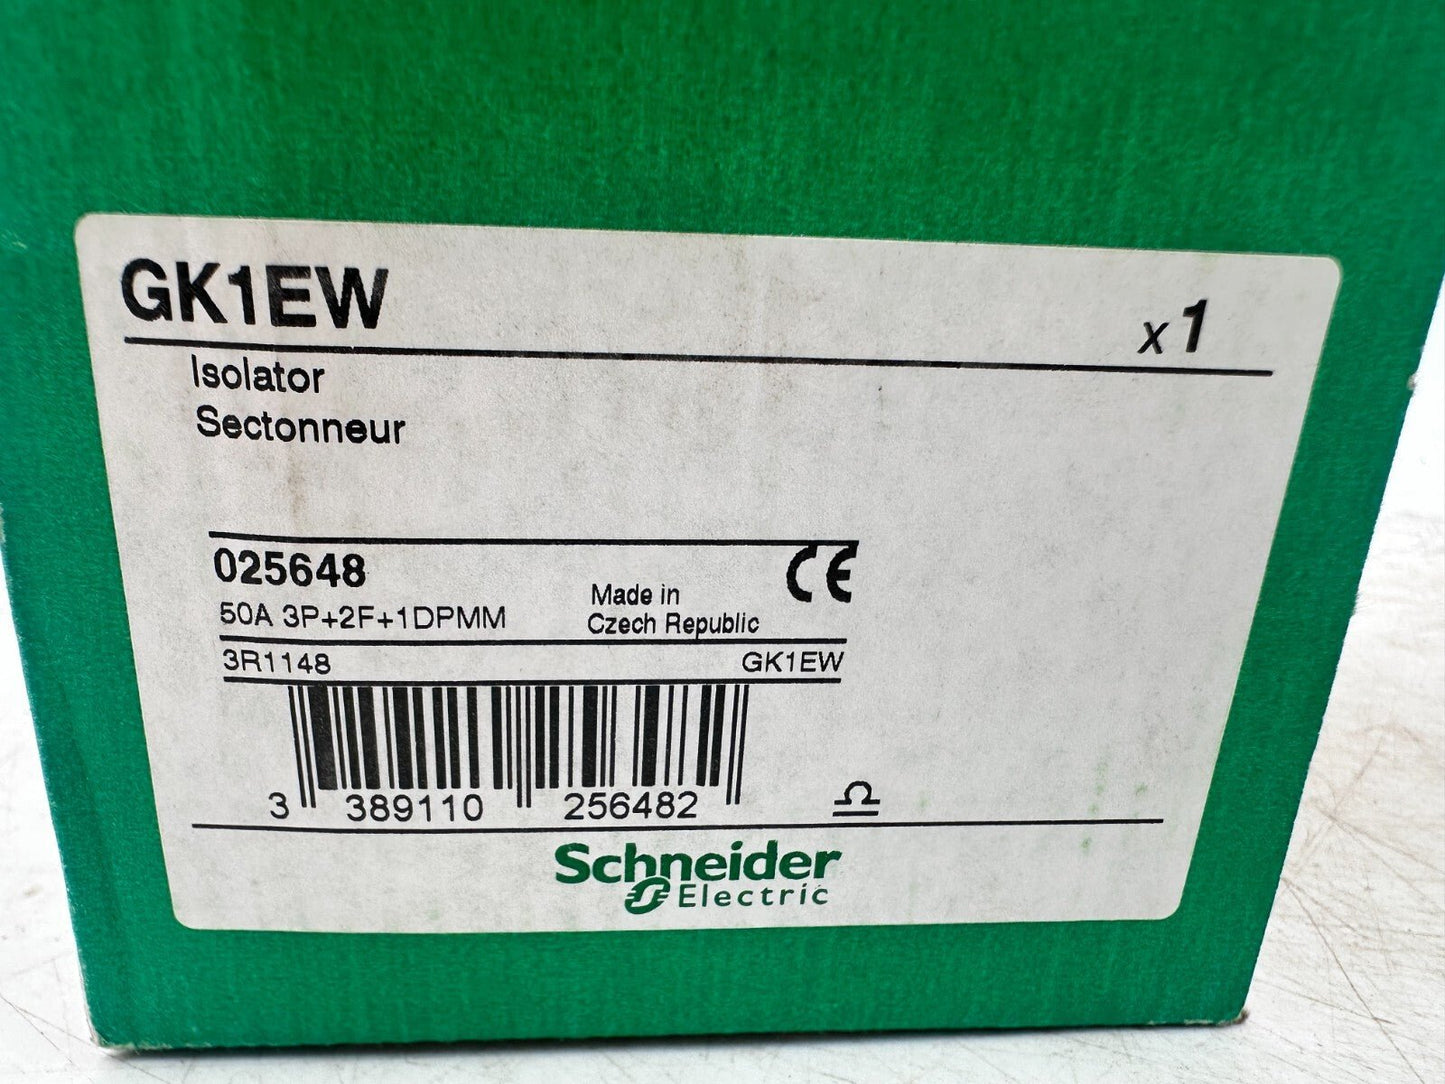 GK1EW
x 1
Isolator
Sectonneur
025648
CE
50A 3P+2F+1DPMM
Made in
Czech Republic
3R1148 GK1EW
3 389110 256482
Schneider
Electric